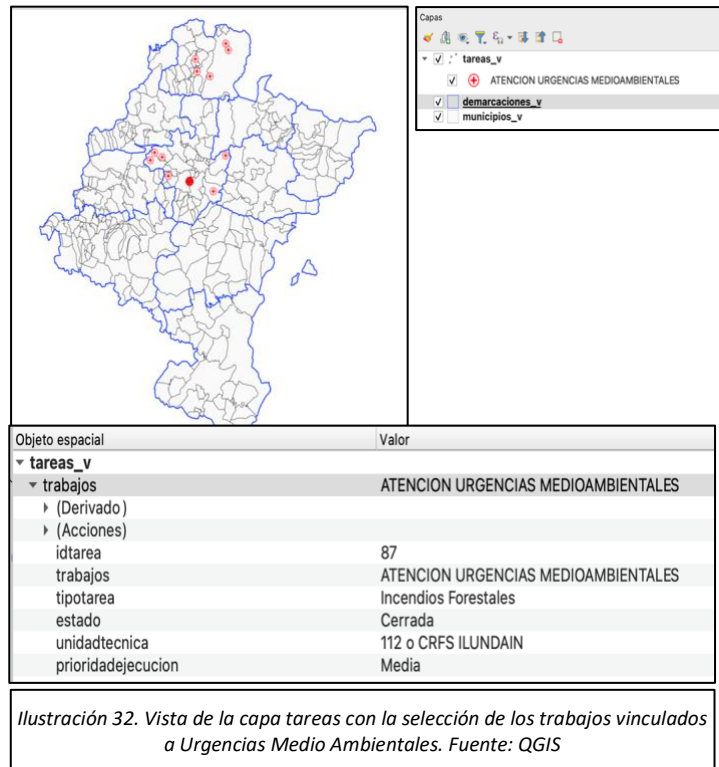 Capas
tareas_v
ATENCION URGENCIAS MEDIOAMBIENTALES
demarcaciones_v
municipios_v
Objeto espacial Valor
tareas_v
trabajos ATENCION URGENCIAS MEDIOAMBIENTALES
(Derivado)
(Acciones)
idtarea 87
trabajos ATENCION URGENCIAS MEDIOAMBIENTALES
tipotarea Incendios Forestales
estado Cerrada
unidadtecnica 112 o CRFS ILUNDAIN
prioridadejecucion Media
Ilustración 32. Vista de la capa tareas con la selección de los trabajos vinculados
a Urgencias Medio Ambientales. Fuente: QGIS